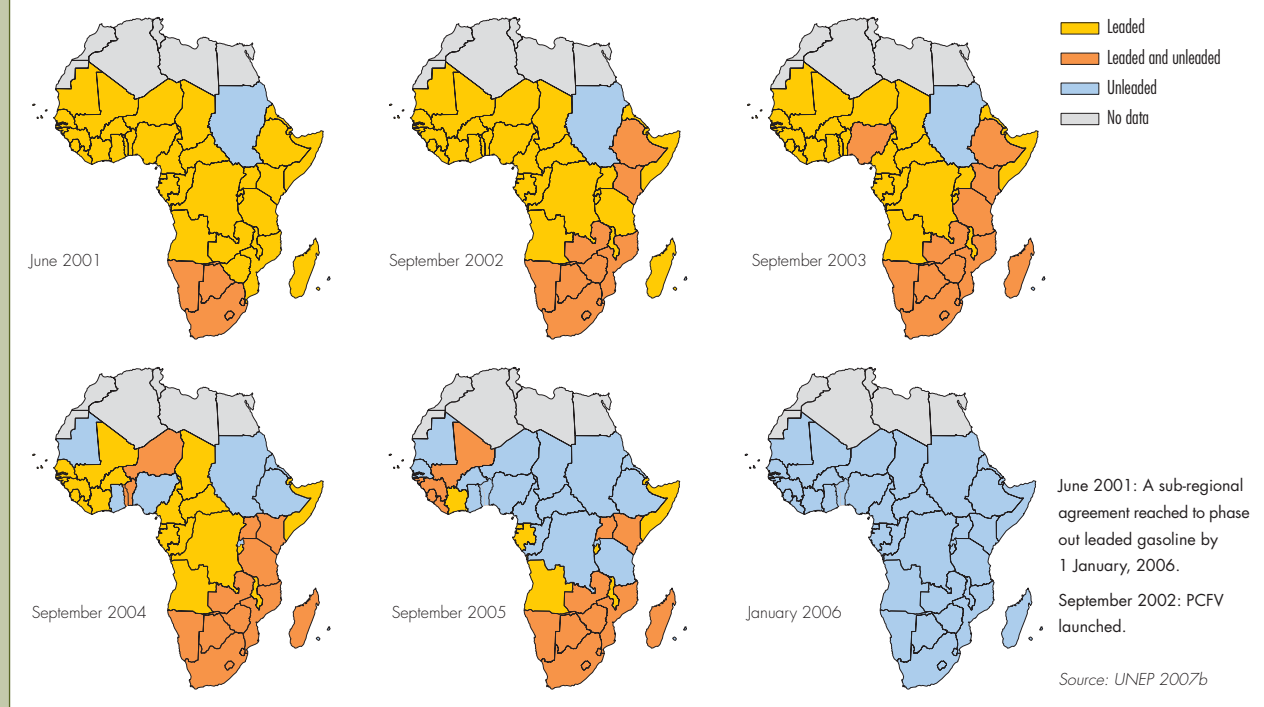 Leaded
Leaded and unleaded
Unleaded
No data
June 2001
September 2002
September 2003
September 2004
September 2005
January 2006
June 2001: A sub-regional
agreement reached to phase
out leaded gasoline by
1 January, 2006.
September 2002: PCFV
launched.
Source: UNEP 2007b